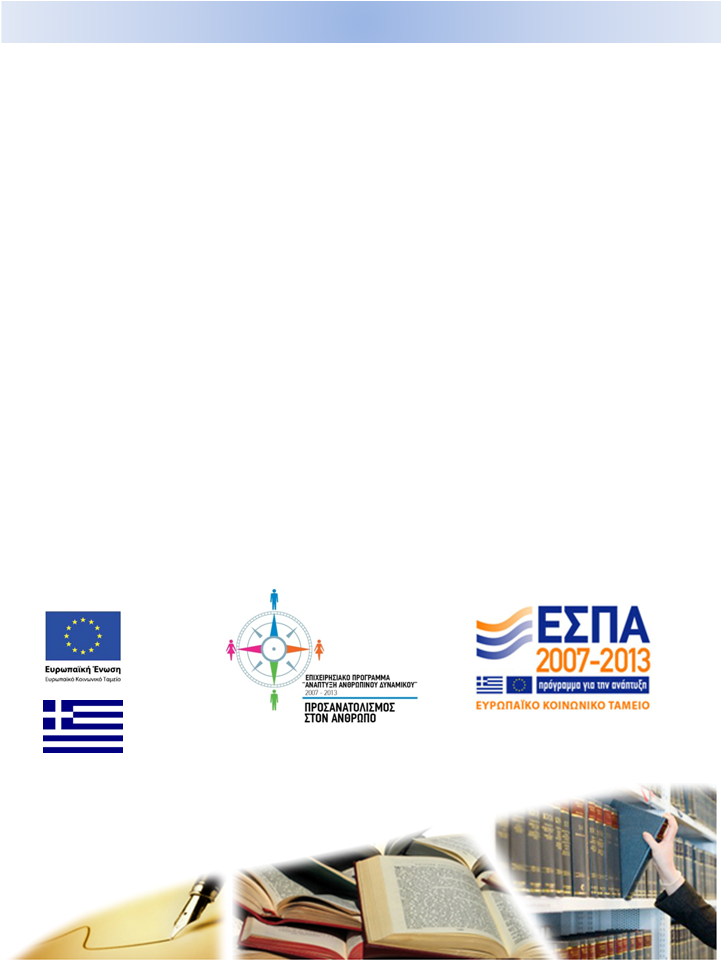 Ευρωπαϊκή Ένωση
Ευρωπαϊκό Κοινωνικό Ταμείο
ΕΠΙΧΕΙΡΗΣΙΑΚΟ ΠΡΟΓΡΑΜΜΑ
"ΑΝΑΠΤΥΞΗ ΑΝΘΡΩΠΙΝΟΥ ΔΥΝΑΜΙΚΟΥ"
2007 - 2013
ΠΡΟΣΑΝΑΤΟΛΙΣΜΟΣ
ΣΤΟΝ ΑΝΘΡΩΠΟ
ΕΣΠΑ
2007-2013
πρόγραμμα για την ανάπτυξη
ΕΥΡΩΠΑΪΚΟ ΚΟΙΝΩΝΙΚΟ ΤΑΜΕΙΟ